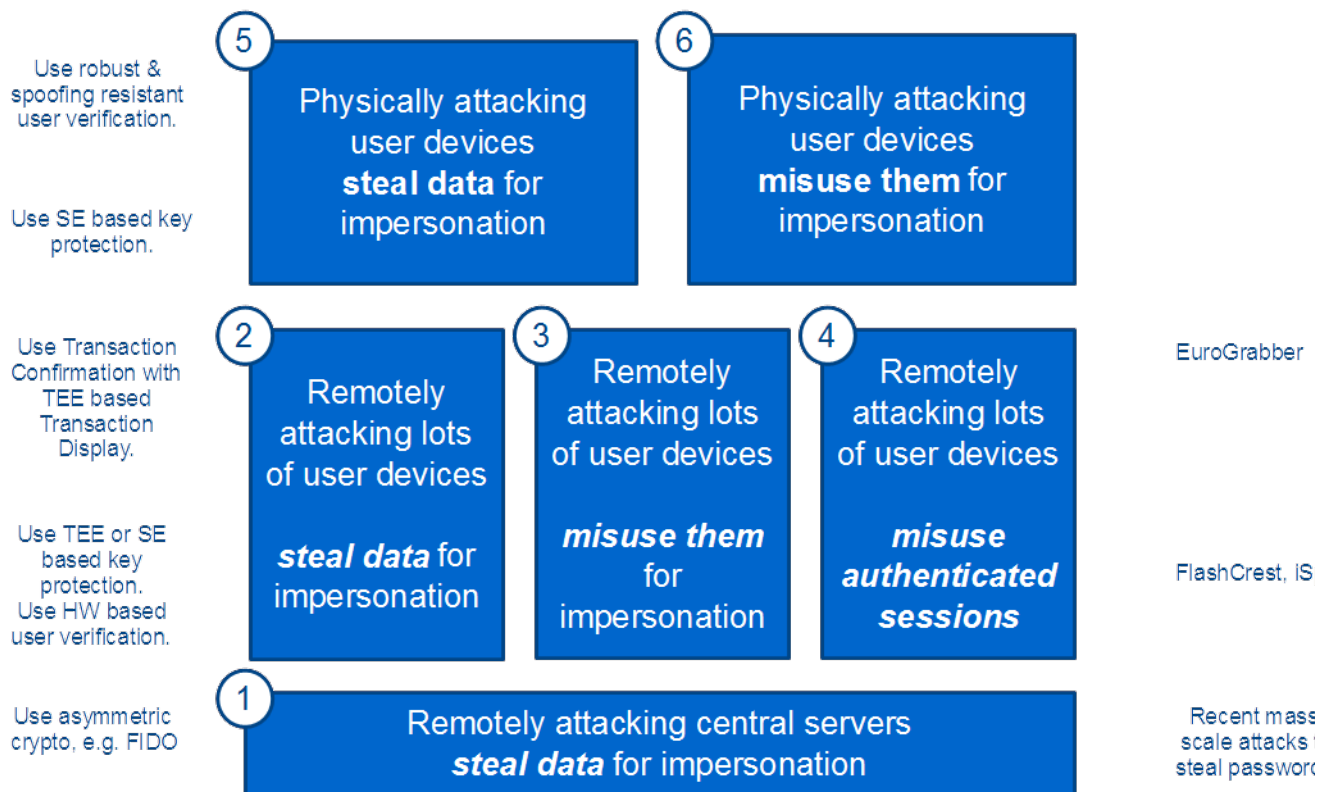 5
6
Use robust &
spoofing resistant
user verification.
Physically attacking
user devices
steal data for
impersonation
Physically attacking
user devices
misuse them for
impersonation
Use SE based key
protection.
2
3
4
Use Transaction
Confirmation with
TEE based
Transaction
Display.
Remotely
attacking lots
of user devices
steal data for
impersonation
Remotely
attacking lots
of user devices
misuse them
for
impersonation
Remotely
attacking lots
of user devices
misuse
authenticated
sessions
EuroGrabber
Use TEE or SE
based key
protection.
Use HW based
user verification.
FlashCrest, iS
1
Use asymmetric
crypto, e.g. FIDO
Remotely attacking central servers
steal data for impersonation
Recent mass
scale attacks
steal password